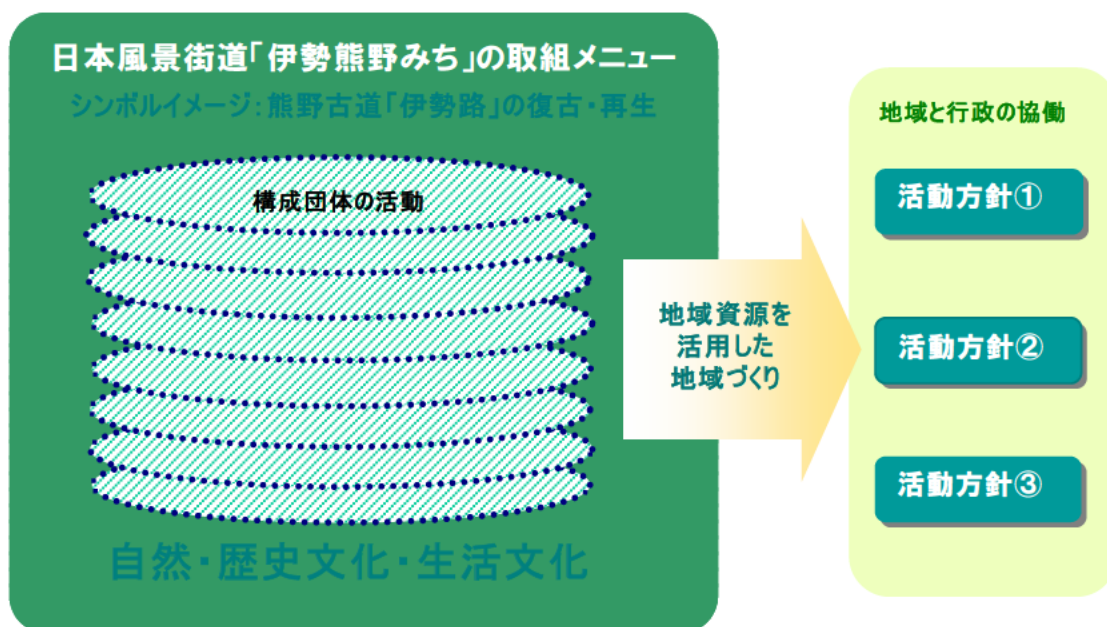 日本風景街道｢伊勢熊野みち｣の取組メニュー
シンボルイメージ:熊野古道｢伊勢路｣の復古・再生
構成団体の活動
自然・歴史文化・生活文化
地域資源を
活用した
地域づくり
地域と行政の協働
活動方針①
活動方針②
活動方針③